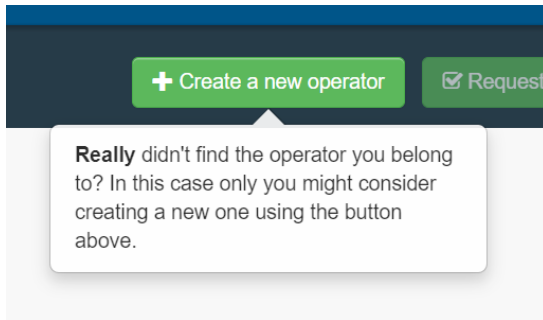 Create a new operator
Request
Really didn't find the operator you belong
to? In this case only you might consider
creating a new one using the button
above.